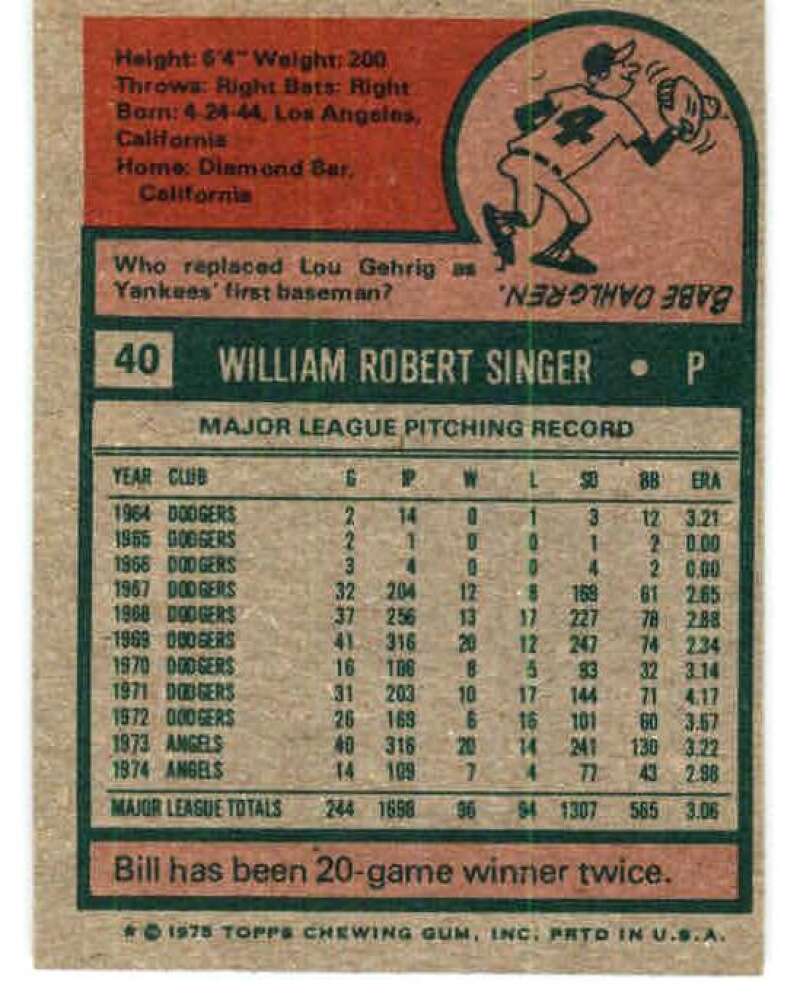 Height: 6'4" Weight: 200
Throws: Right Bats: Right
Born: 4-24-44, Los Angeles,
California
Home: Diamond Bar,
California
4
Who replaced Lou Gehrig as
Yankees' first baseman?
BABE DAHLGREN.
40 WILLIAM ROBERT SINGER • P
MAJOR LEAGUE PITCHING RECORD
YEAR CLUB G IP W L SO BB ERA
1964 DODGERS 2 14 0 1 3 12 3.21
1965 DODGERS 2 1 0 0 1 2 0.00
1966 DODGERS 3 4 0 0 4 2 0.00
1967 DODGERS 32 204 12 8 169 61 2.65
1968 DODGERS 37 256 13 17 227 78 2.88
1969 DODGERS 41 316 20 12 247 74 2.34
1970 DODGERS 16 106 8 5 93 32 3.14
1971 DODGERS 31 203 10 17 144 71 4.17
1972 DODGERS 26 169 6 16 101 60 3.67
1973 ANGELS 40 316 20 14 241 130 3.22
1974 ANGELS 14 109 7 4 77 43 2.98
MAJOR LEAGUE TOTALS 244 1698 96 94 1307 565 3.06
Bill has been 20-game winner twice.
* © 1975 TOPPS CHEWING GUM, INC. PRTD IN U.S.A.